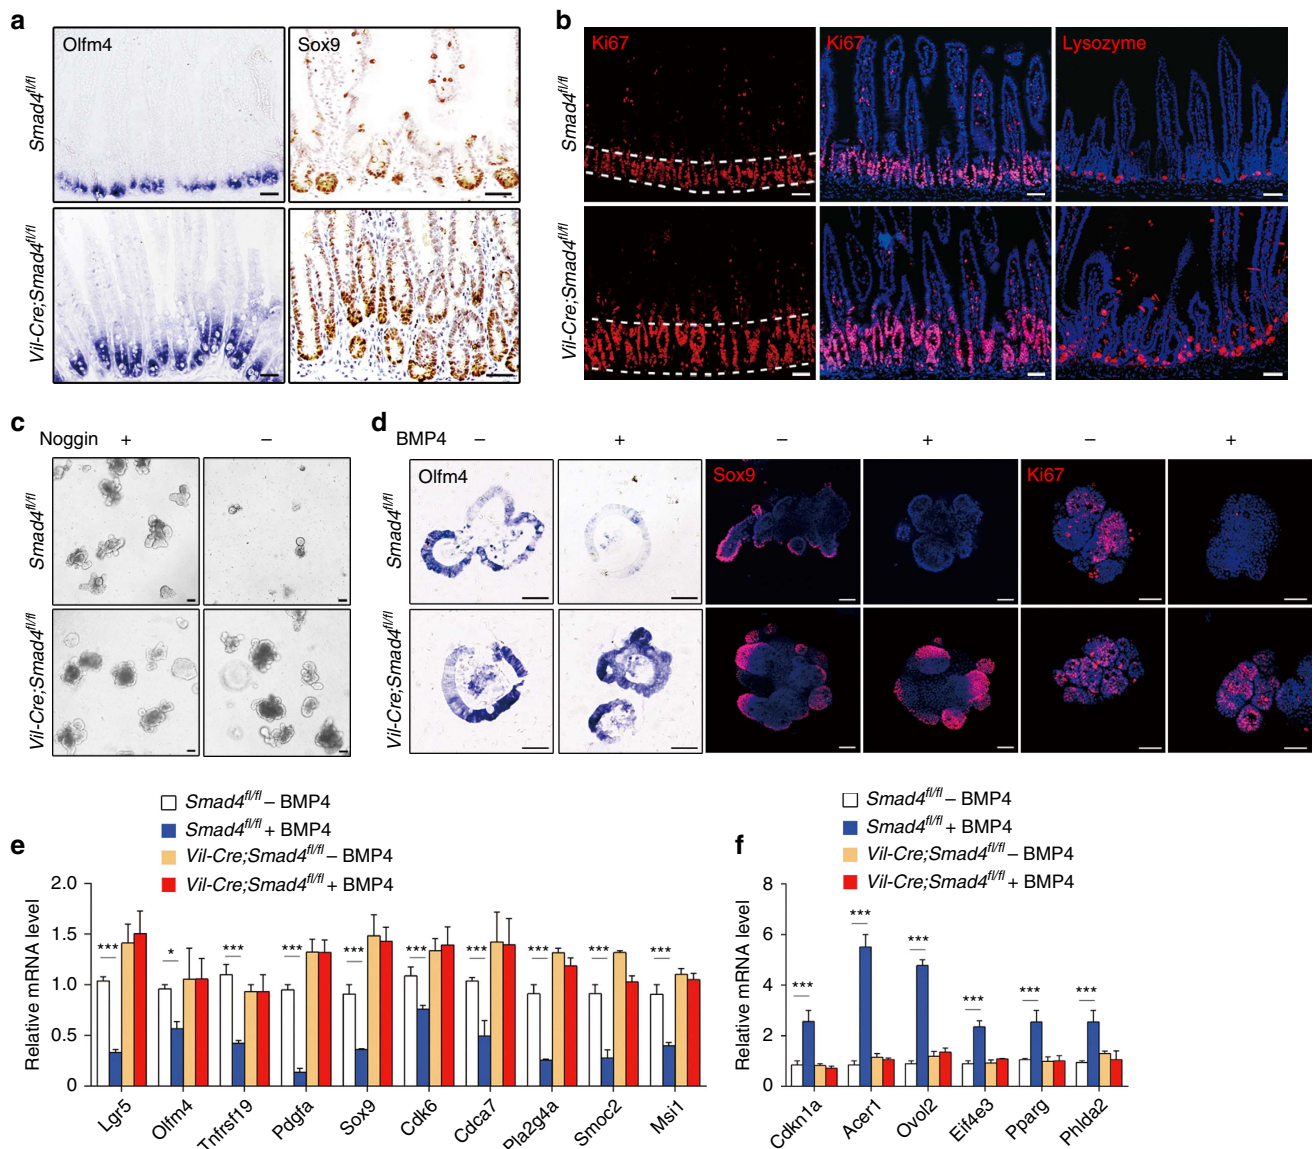 a
Olfm4
Sox9
Smad4fl/fl
Vil-Cre;Smad4fl/fl
b
Ki67
Ki67
Lysozyme
Smad4fl/fl
Vil-Cre;Smad4fl/fl
c
Noggin + –
Smad4fl/fl
Vil-Cre;Smad4fl/fl
d
BMP4 – + – + – +
Olfm4
Sox9
Ki67
Smad4fl/fl
Vil-Cre;Smad4fl/fl
e
Smad4fl/fl – BMP4
Smad4fl/fl + BMP4
Vil-Cre;Smad4fl/fl – BMP4
Vil-Cre;Smad4fl/fl + BMP4
Relative mRNA level
2.0
1.5
1.0
0.5
0
*** * *** *** *** *** *** *** *** ***
Lgr5
Olfm4
Tnfrsf19
Pdgfa
Sox9
Cdk6
Cdca7
Pla2g4a
Smoc2
Msi1
f
Smad4fl/fl – BMP4
Smad4fl/fl + BMP4
Vil-Cre;Smad4fl/fl – BMP4
Vil-Cre;Smad4fl/fl + BMP4
Relative mRNA level
8
6
4
2
0
*** *** *** *** *** ***
Cdkn1a
Acer1
Ovol2
Eif4e3
Pparg
Phlda2